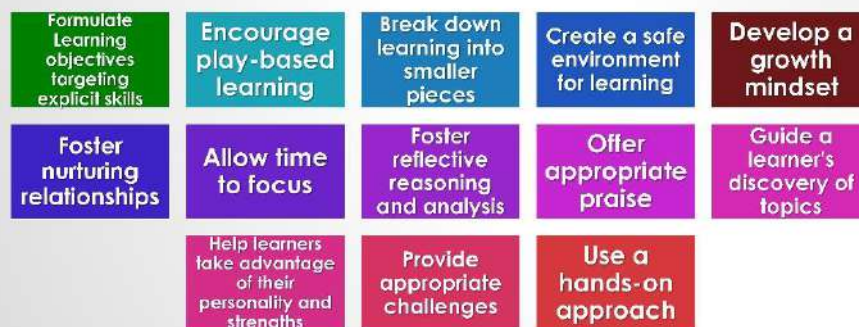 Formulate
Learning
objectives
targeting
explicit skills
Encourage
play-based
learning
Break down
learning into
smaller
pieces
Create a safe
environment
for learning
Develop a
growth
mindset
Foster
nurturing
relationships
Allow time
to focus
Foster
reflective
reasoning
and analysis
Offer
appropriate
praise
Guide a
learner's
discovery of
topics
Help learners
take advantage
of their
personality and
strengths
Provide
appropriate
challenges
Use a
hands-on
approach